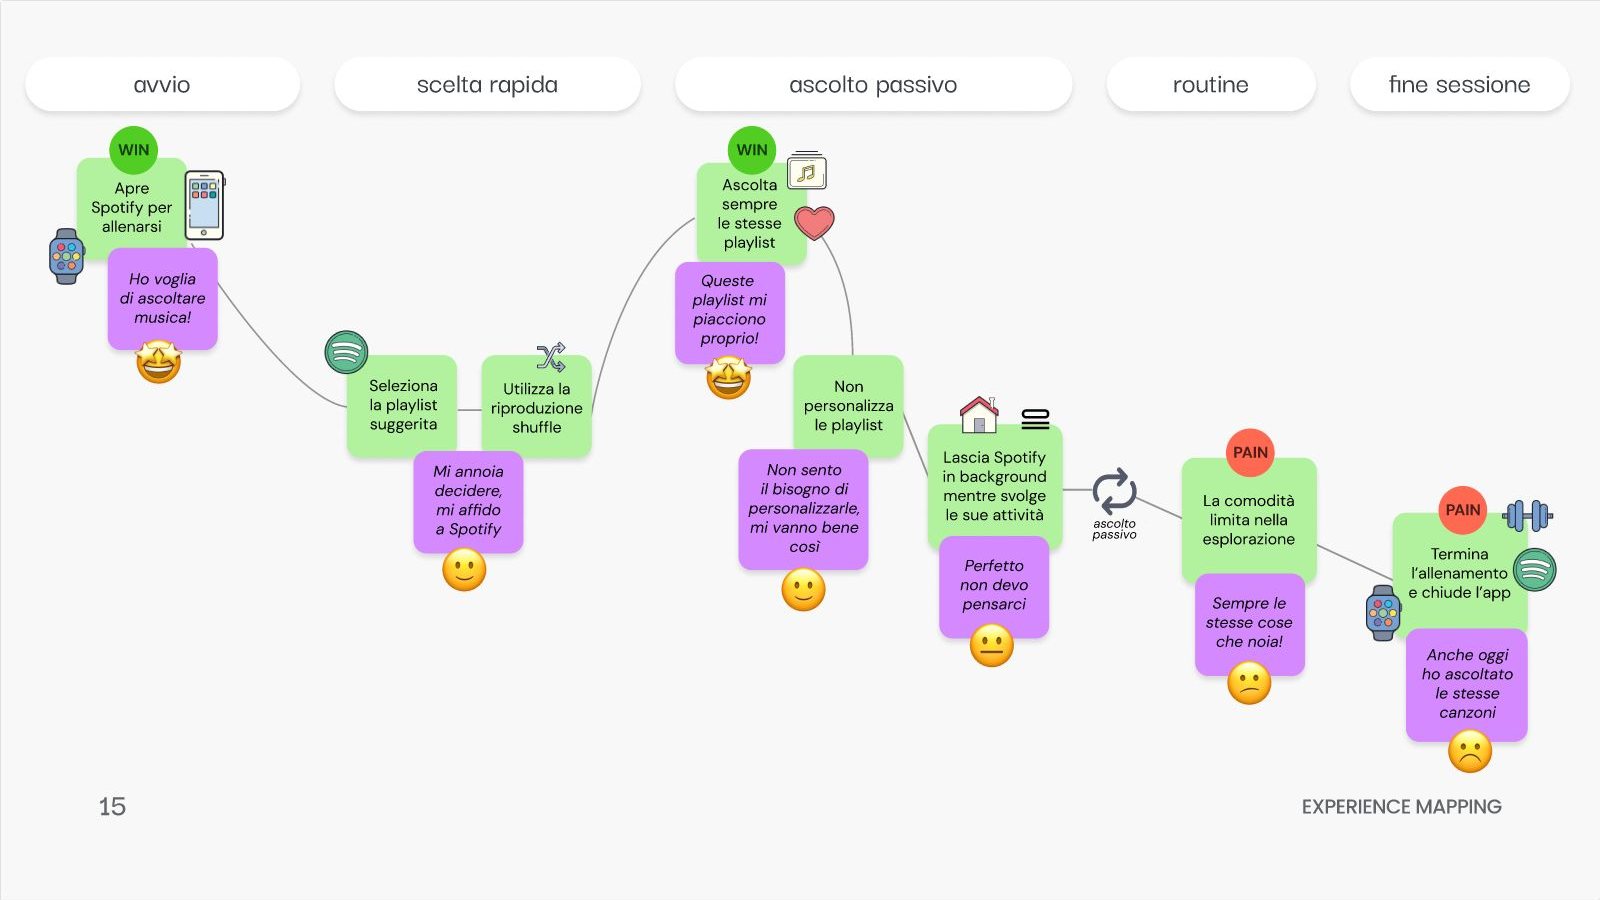 avvio
scelta rapida
ascolto passivo
routine
fine sessione
WIN
Apre
Spotify per
allenarsi
Ho voglia
di ascoltare
musica!
Seleziona
la playlist
suggerita
Utilizza la
riproduzione
shuffle
Mi annoia
decidere,
mi affido
a Spotify
WIN
Ascolta
sempre
le stesse
playlist
Queste
playlist mi
piacciono
proprio!
Non
personalizza
le playlist
Non sento
il bisogno di
personalizzarle,
mi vanno bene
così
Lascia Spotify
in background
mentre svolge
le sue attività
Perfetto
non devo
pensarci
ascolto
passivo
PAIN
La comodità
limita nella
esplorazione
Sempre le
stesse cose
che noia!
PAIN
Termina
l'allenamento
e chiude l'app
Anche oggi
ho ascoltato
le stesse
canzoni
15
EXPERIENCE MAPPING